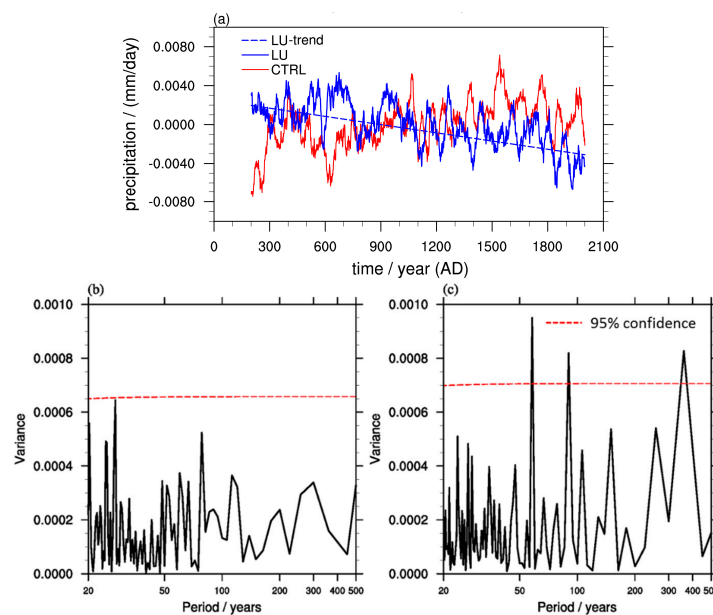 (a)
LU-trend
LU
CTRL
precipitation / (mm/day)
0.0080
0.0040
0.0000
-0.0040
-0.0080
0 300 600 900 1200 1500 1800 2100
time / year (AD)
(b)
Variance
0.0010
0.0008
0.0006
0.0004
0.0002
0.0000
20 50 100 200 300 400 500
Period / years
(c)
95% confidence
Variance
0.0010
0.0008
0.0006
0.0004
0.0002
0.0000
20 50 100 200 300 400 500
Period / years